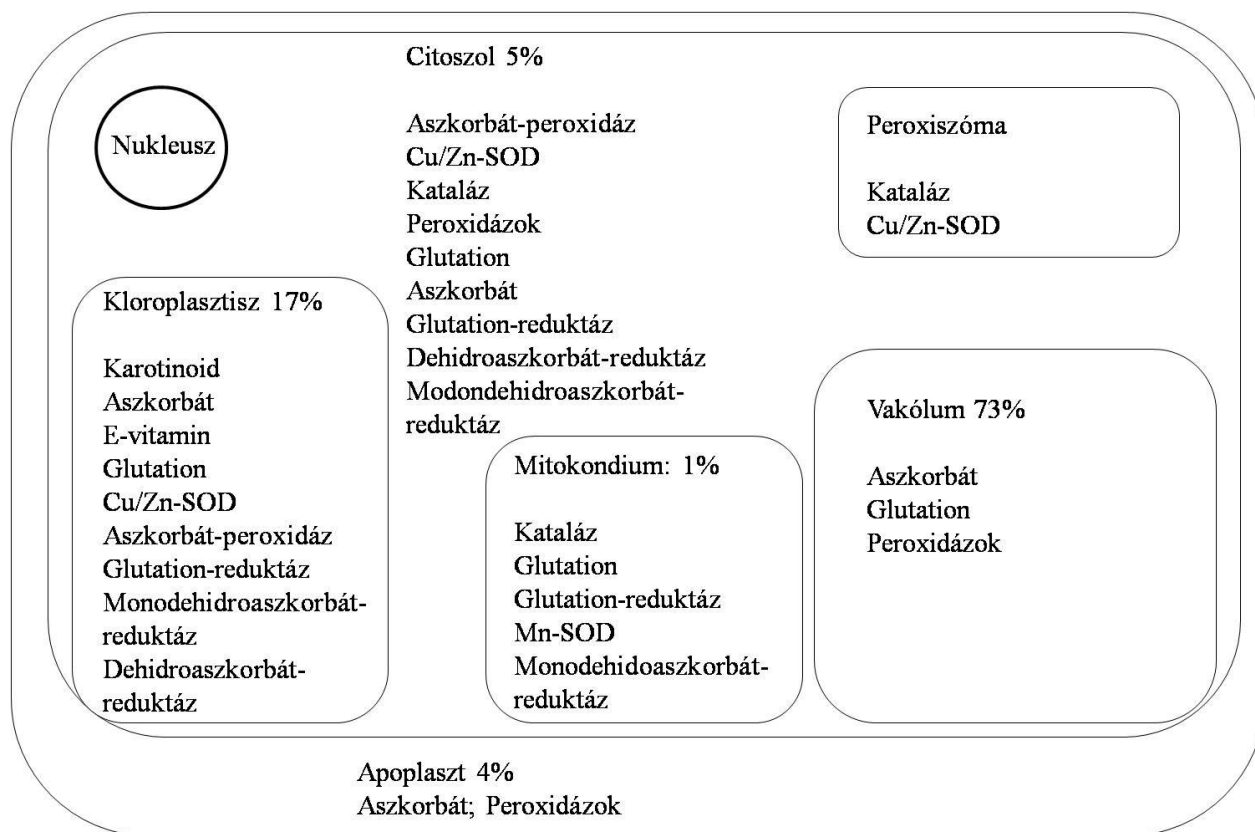 Citoszol 5%
Aszkorbát-peroxidáz
Cu/Zn-SOD
Kataláz
Peroxidázok
Glutation
Aszkorbát
Glutation-reduktáz
Dehidroaszkorbát-reduktáz
Modondehidroaszkorbát-
reduktáz
Nukleusz
Peroxiszóma
Kataláz
Cu/Zn-SOD
Kloroplasztisz 17%
Karotinoid
Aszkorbát
E-vitamin
Glutation
Cu/Zn-SOD
Aszkorbát-peroxidáz
Glutation-reduktáz
Monodehidroaszkorbát-
reduktáz
Dehidroaszkorbát-
reduktáz
Mitokondium: 1%
Kataláz
Glutation
Glutation-reduktáz
Mn-SOD
Monodehidoaszkorbát-
reduktáz
Vakólum 73%
Aszkorbát
Glutation
Peroxidázok
Apoplaszt 4%
Aszkorbát; Peroxidázok